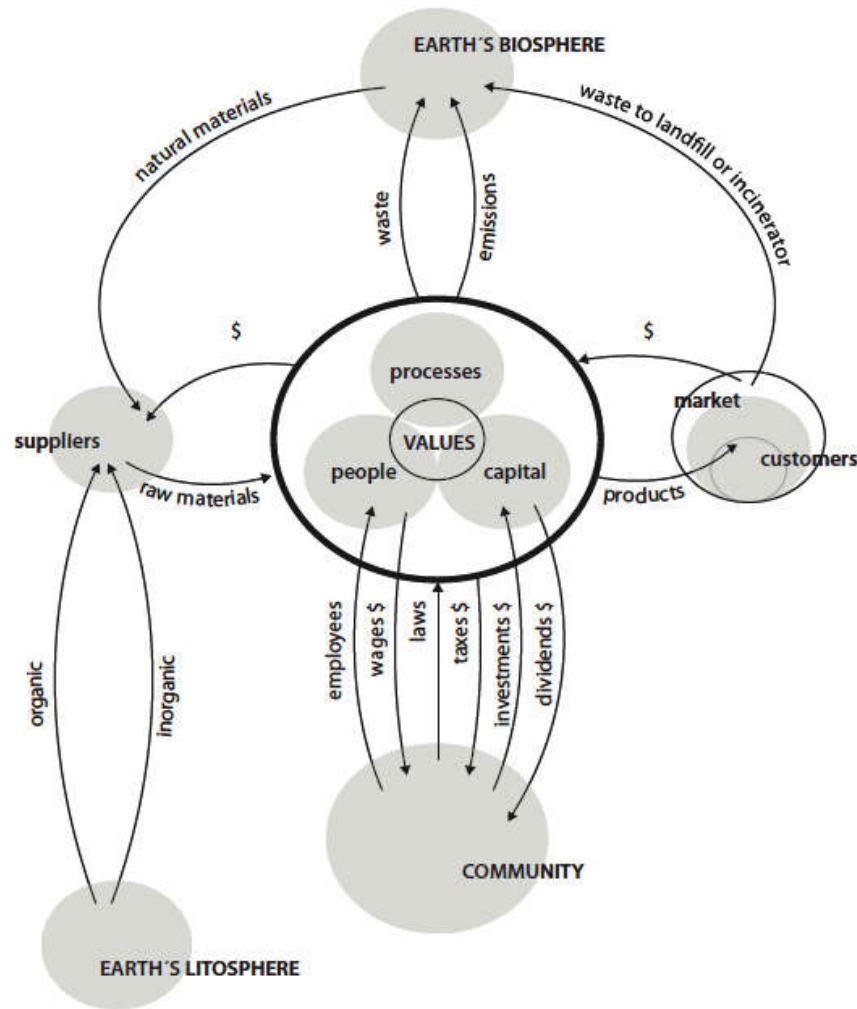 EARTH´S BIOSPHERE
natural materials
waste to landfill or incinerator
waste
emissions
$
$
processes
market
suppliers
VALUES
customers
people
capital
raw materials
products
employees
wages $
laws
taxes $
investments $
dividends $
organic
inorganic
COMMUNITY
EARTH´S LITOSPHERE